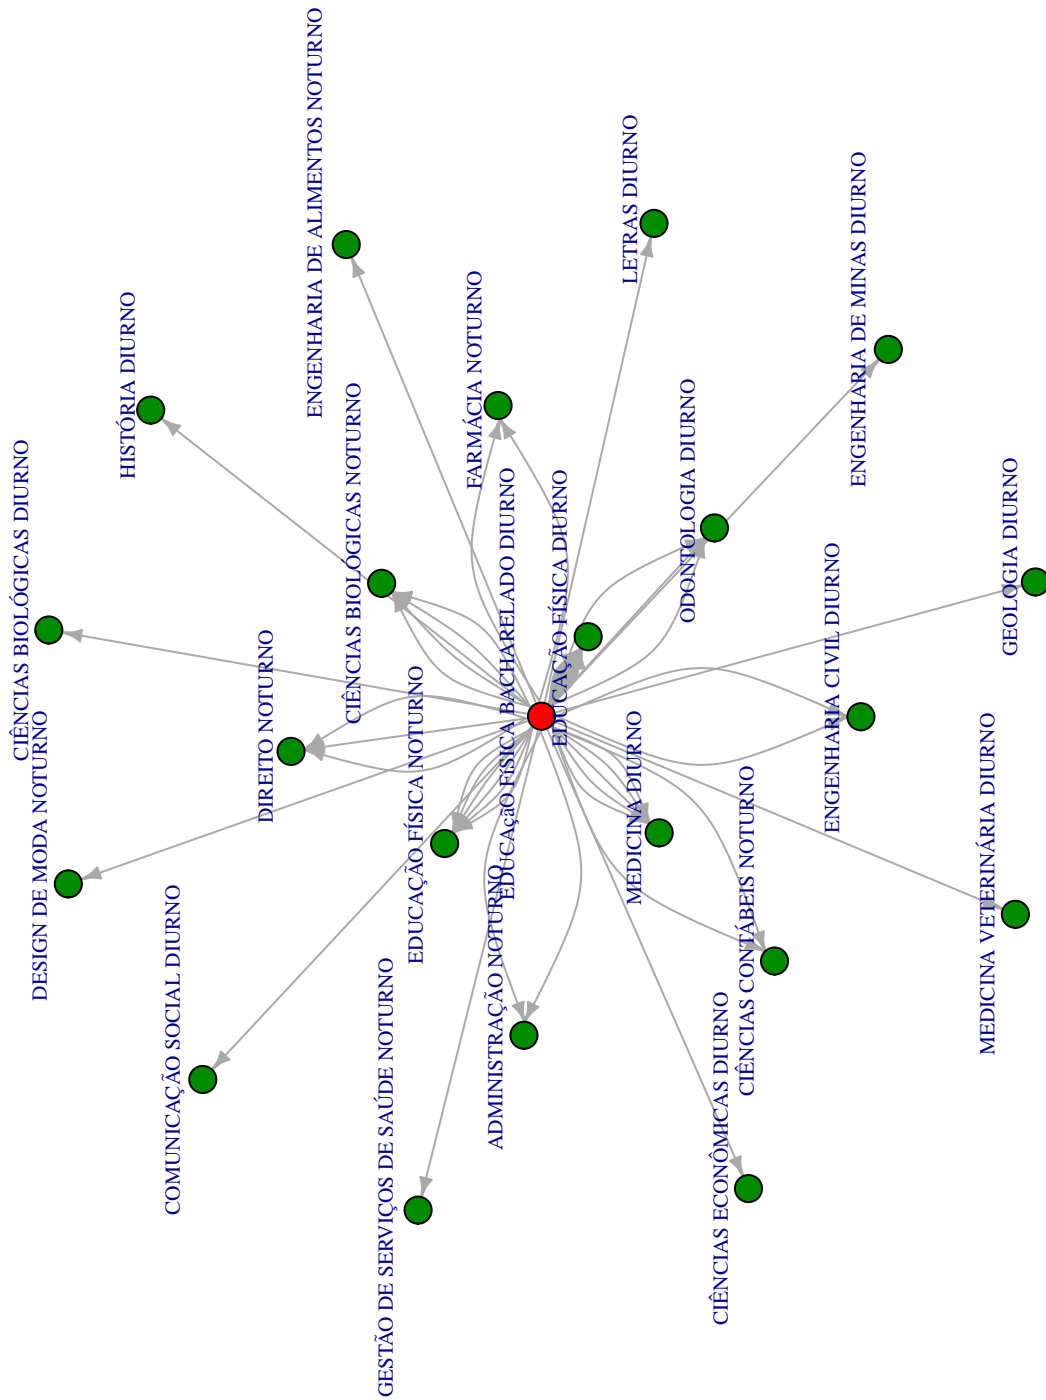 CIÊNCIAS BIOLÓGICAS DIURNO
DESIGN DE MODA NOTURNO
HISTÓRIA DIURNO
COMUNICAÇÃO SOCIAL DIURNO
DIREITO NOTURNO
ENGENHARIA DE ALIMENTOS NOTURNO
CIÊNCIAS BIOLÓGICAS NOTURNO
GESTÃO DE SERVIÇOS DE SAÚDE NOTURNO
EDUCAÇÃO FÍSICA NOTURNO
FARMÁCIA NOTURNO
ADMINISTRAÇÃO NOTURNO
EDUCAçãO FíSICA BACHARELADO DIURNO
EDUCAÇÃO FÍSICA DIURNO
LETRAS DIURNO
MEDICINA DIURNO
ODONTOLOGIA DIURNO
CIÊNCIAS ECONÔMICAS DIURNO
CIÊNCIAS CONTÁBEIS NOTURNO
ENGENHARIA CIVIL DIURNO
ENGENHARIA DE MINAS DIURNO
MEDICINA VETERINÁRIA DIURNO
GEOLOGIA DIURNO